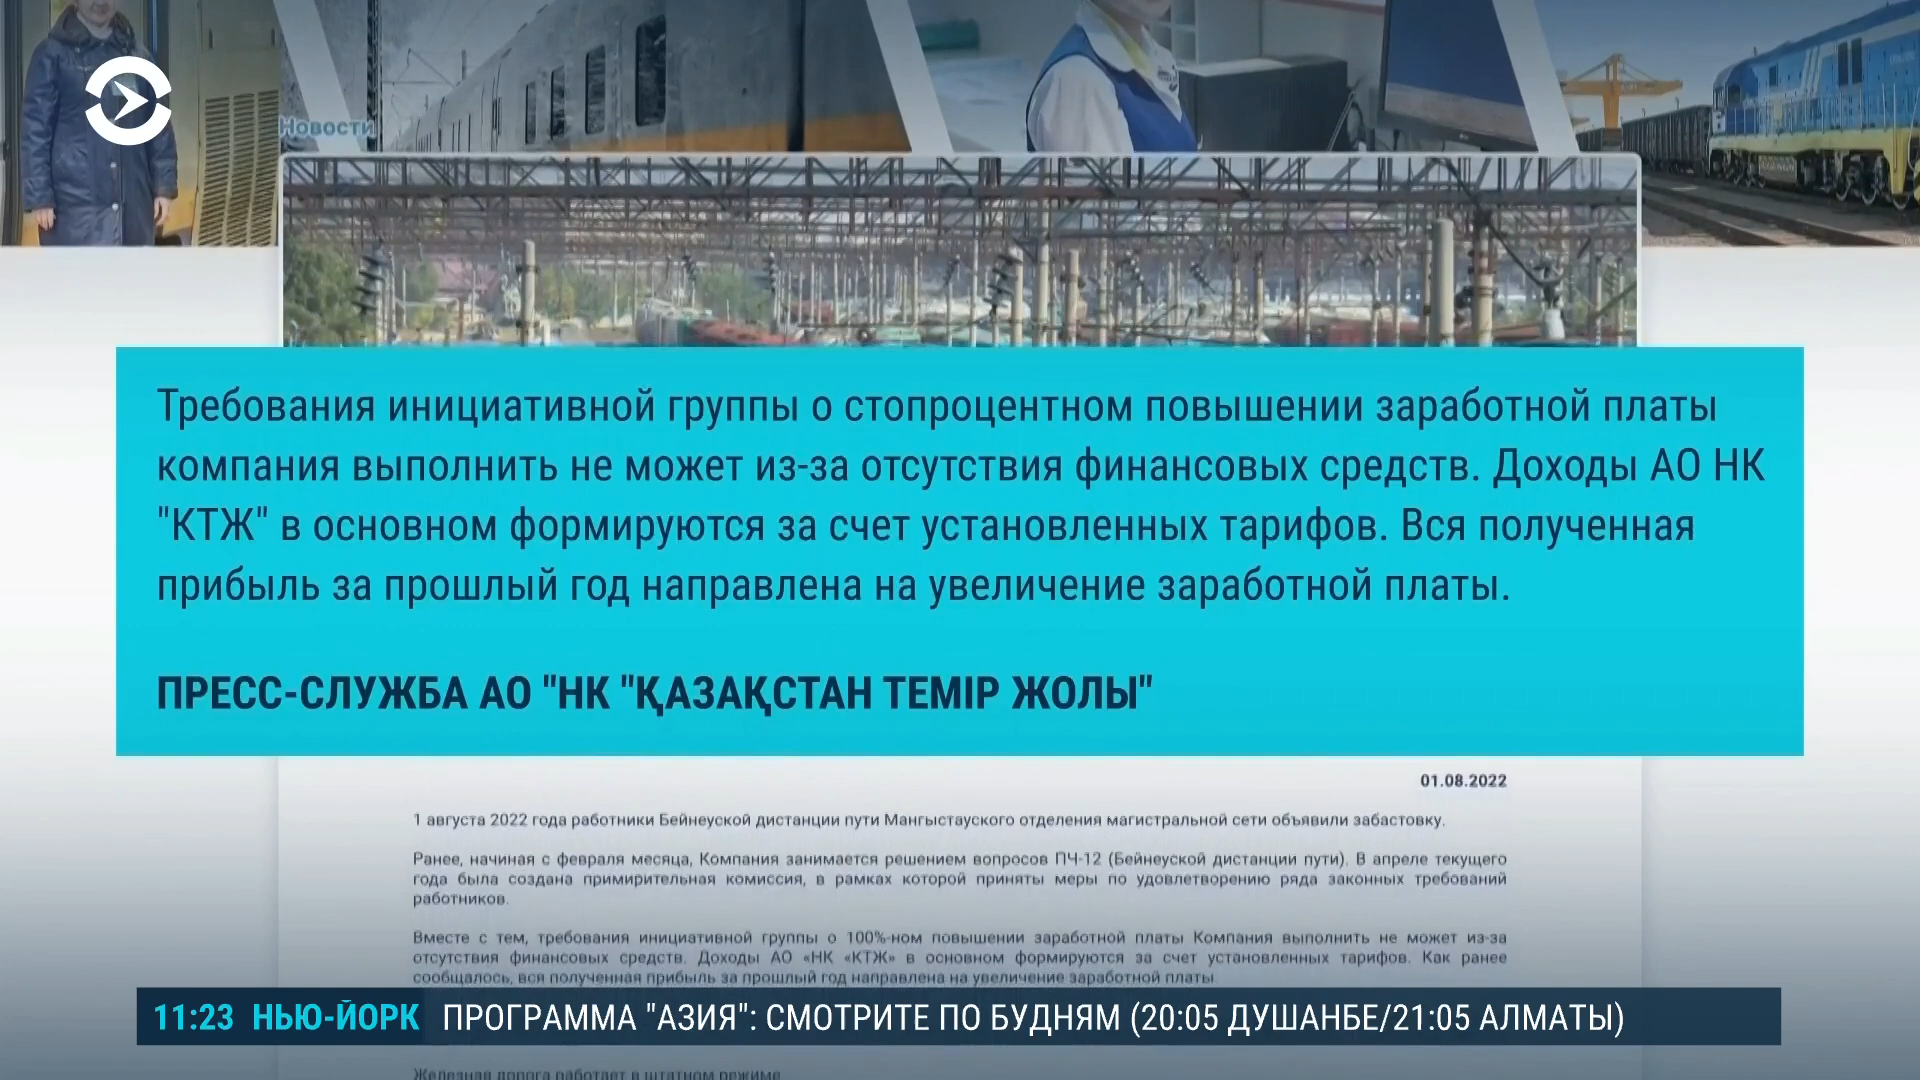 Новости
Требования инициативной группы о стопроцентном повышении заработной платы
компания выполнить не может из-за отсутствия финансовых средств. Доходы АО НК
"КТЖ" в основном формируются за счет установленных тарифов. Вся полученная
прибыль за прошлый год направлена на увеличение заработной платы.
ПРЕСС-СЛУЖБА АО "НК "ҚАЗАҚСТАН ТЕМІР ЖОЛЫ"
01.08.2022
1 августа 2022 года работники Бейнеуской дистанции пути Мангыстауского отделения магистральной сети объявили забастовку.
Ранее, начиная с февраля месяца, Компания занимается решением вопросов ПЧ-12 (Бейнеуской дистанции пути). В апреле текущего
года была создана примирительная комиссия, в рамках которой приняты меры по удовлетворению ряда законных требований
работников.
Вместе с тем, требования инициативной группы о 100%-ном повышении заработной платы Компания выполнить не может из-за
отсутствия финансовых средств. Доходы АО «НК «КТЖ» в основном формируются за счет установленных тарифов. Как ранее
сообщалось, вся полученная прибыль за прошлый год направлена на увеличение заработной платы
11:23 НЬЮ-ЙОРК ПРОГРАММА "АЗИЯ": СМОТРИТЕ ПО БУДНЯМ (20:05 ДУШАНБЕ/21:05 АЛМАТЫ)
Железная дорога работает в штатном режиме